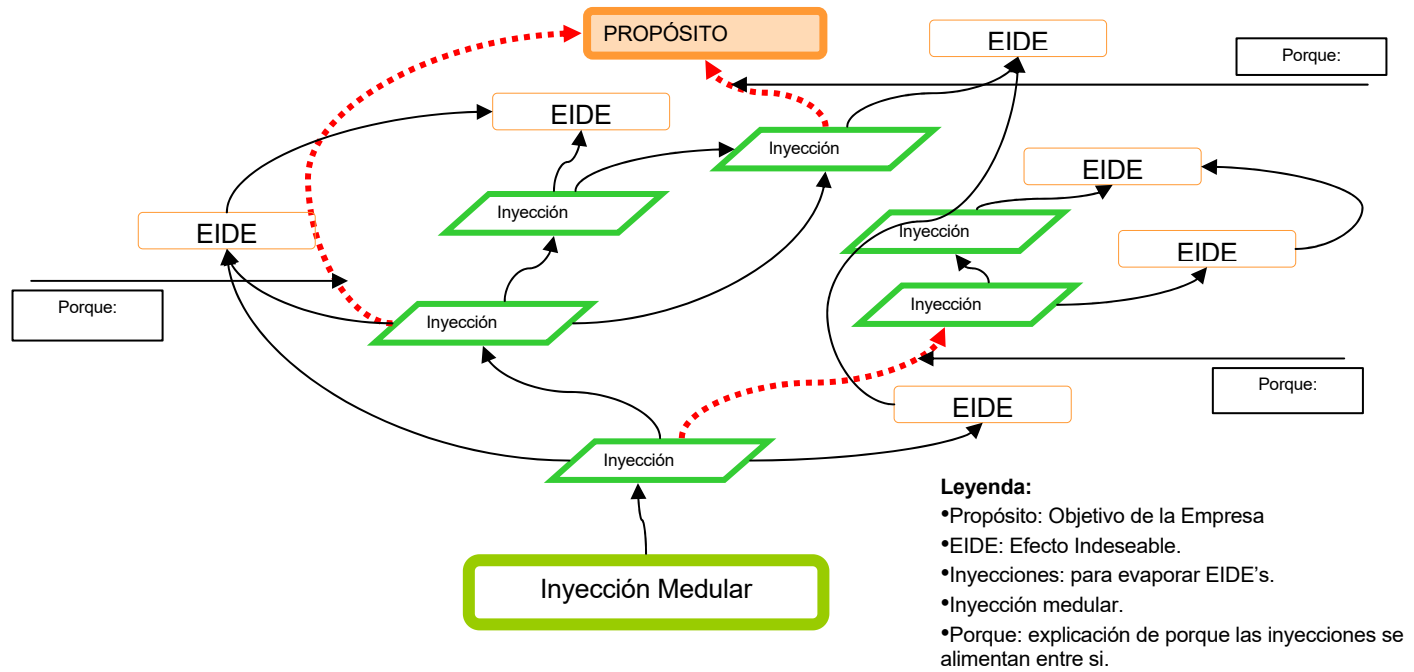 PROPÓSITO
EIDE
Porque:
EIDE
Inyección
EIDE
Inyección
EIDE
Inyección
EIDE
Inyección
Porque:
Inyección
Porque:
EIDE
Inyección
Inyección Medular
Leyenda:
•Propósito: Objetivo de la Empresa
•EIDE: Efecto Indeseable.
•Inyecciones: para evaporar EIDE’s.
•Inyección medular.
•Porque: explicación de porque las inyecciones se
alimentan entre si.